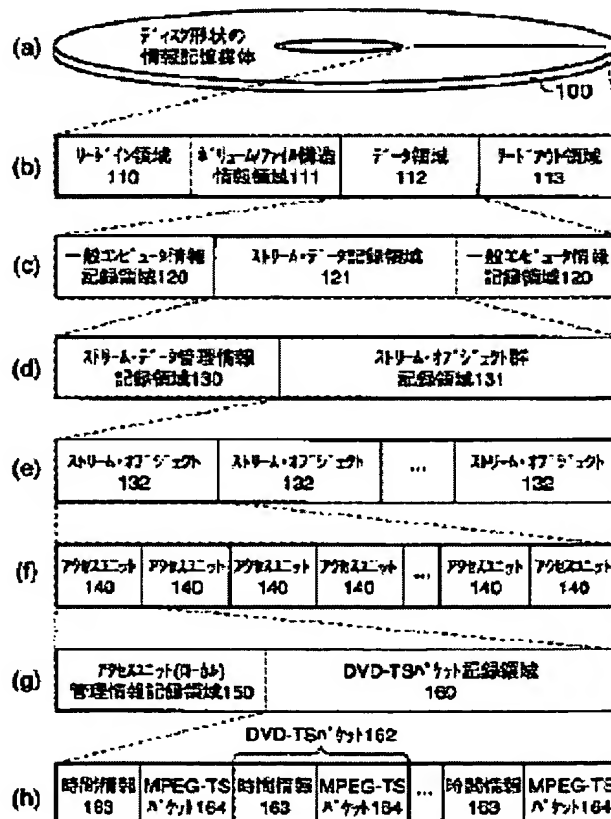 (a)
ディスク形状の
情報記憶媒体
100
(b)
リードイン領域
110
ボリューム/ファイル構造
情報領域111
データ領域
112
リードアウト領域
113
(c)
一般コンピュータ情報
記録領域120
ストリーム・データ記録領域
121
一般コンピュータ情報
記録領域120
(d)
ストリーム・データ管理情報
記録領域130
ストリーム・オブジェクト群
記録領域131
(e)
ストリーム・オブジェクト
132
ストリーム・オブジェクト
132
...
ストリーム・オブジェクト
132
(f)
アクセスユニット
140
アクセスユニット
140
アクセスユニット
140
アクセスユニット
140
...
アクセスユニット
140
アクセスユニット
140
(g)
アクセスユニット(ローカル)
管理情報記録領域150
DVD-TSパケット記録領域
160
DVD-TSパケット162
(h)
時間情報
163
MPEG-TS
パケット164
時間情報
163
MPEG-TS
パケット164
...
時間情報
163
MPEG-TS
パケット164